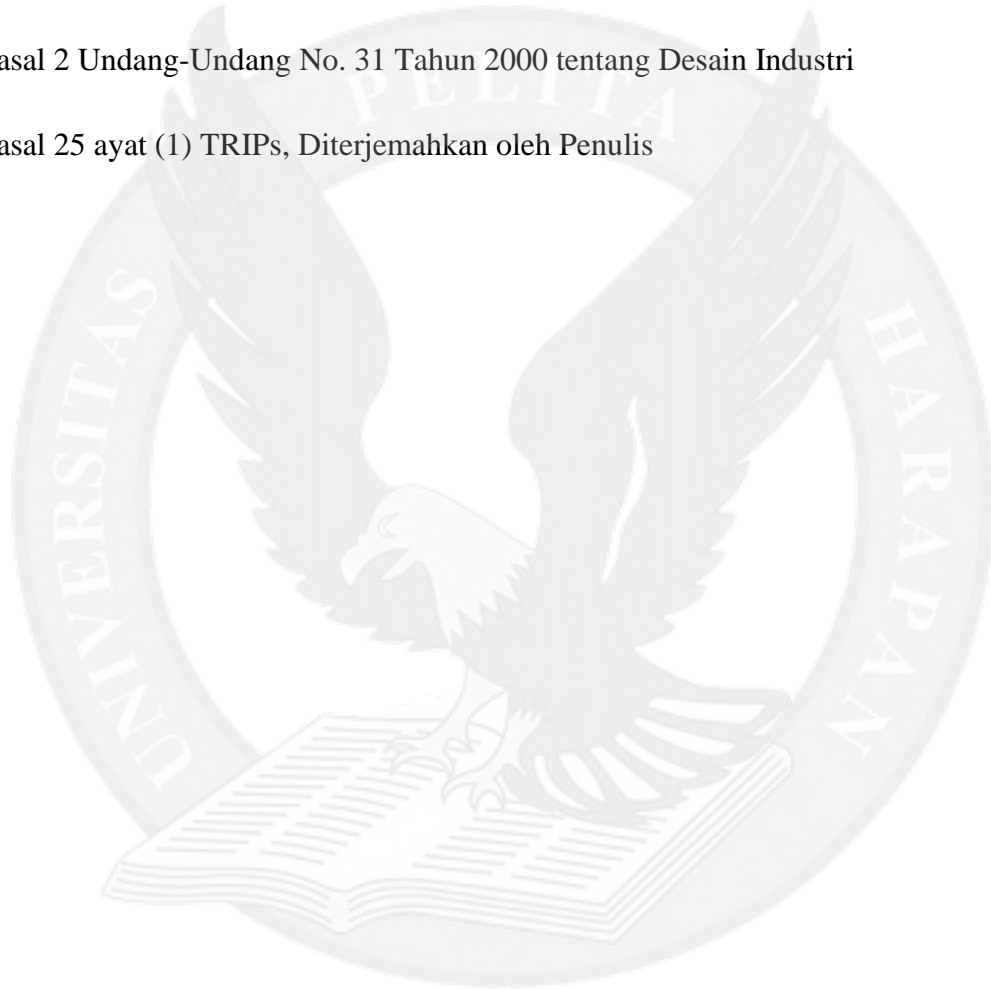 asal 2 Undang-Undang No. 31 Tahun 2000 tentang Desain Industri
asal 25 ayat (1) TRIPs, Diterjemahkan oleh Penulis
UNIVERSITAS PELITA HARAPAN